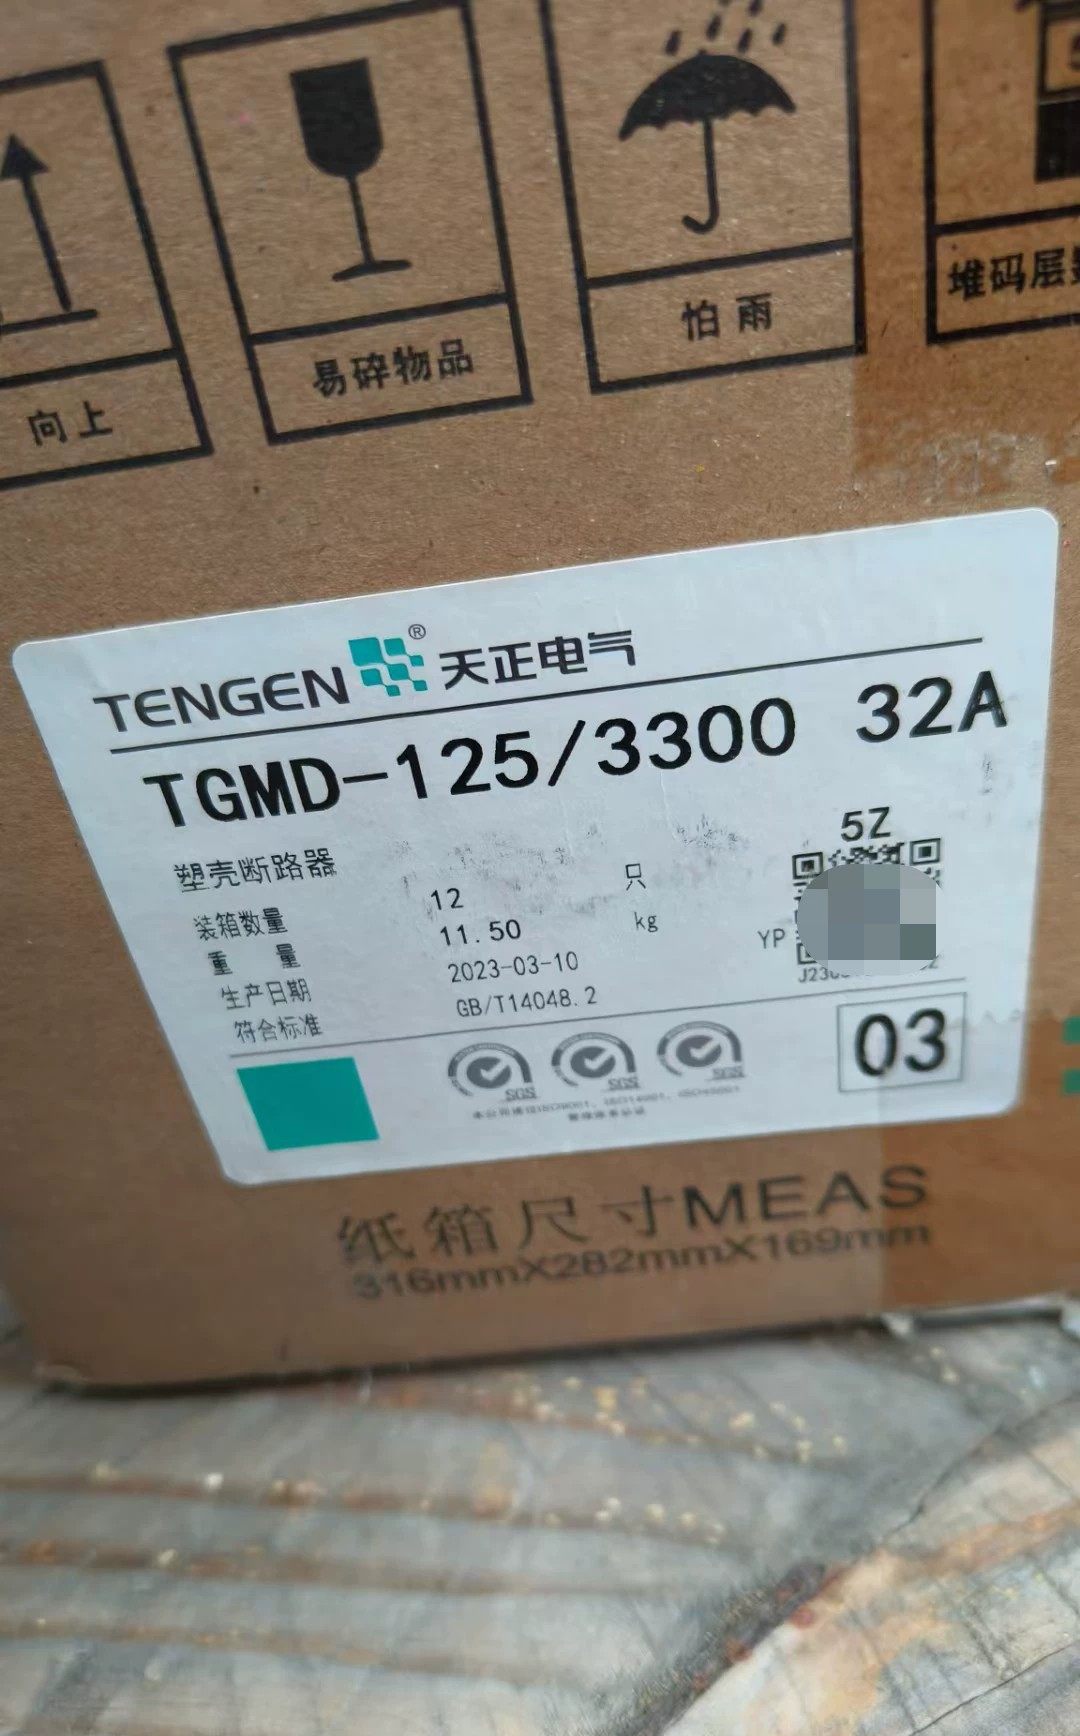 向上
易碎物品
怕雨
堆码层
TENGEN ® 天正电气
TGMD-125/3300 32A
5Z
塑壳断路器
装箱数量 12 只
重量 11.50 kg
生产日期 2023-03-10
YP
符合标准 GB/T14048.2
SGS SGS SGS
03
纸箱尺寸MEAS
316mmX282mmX169mm